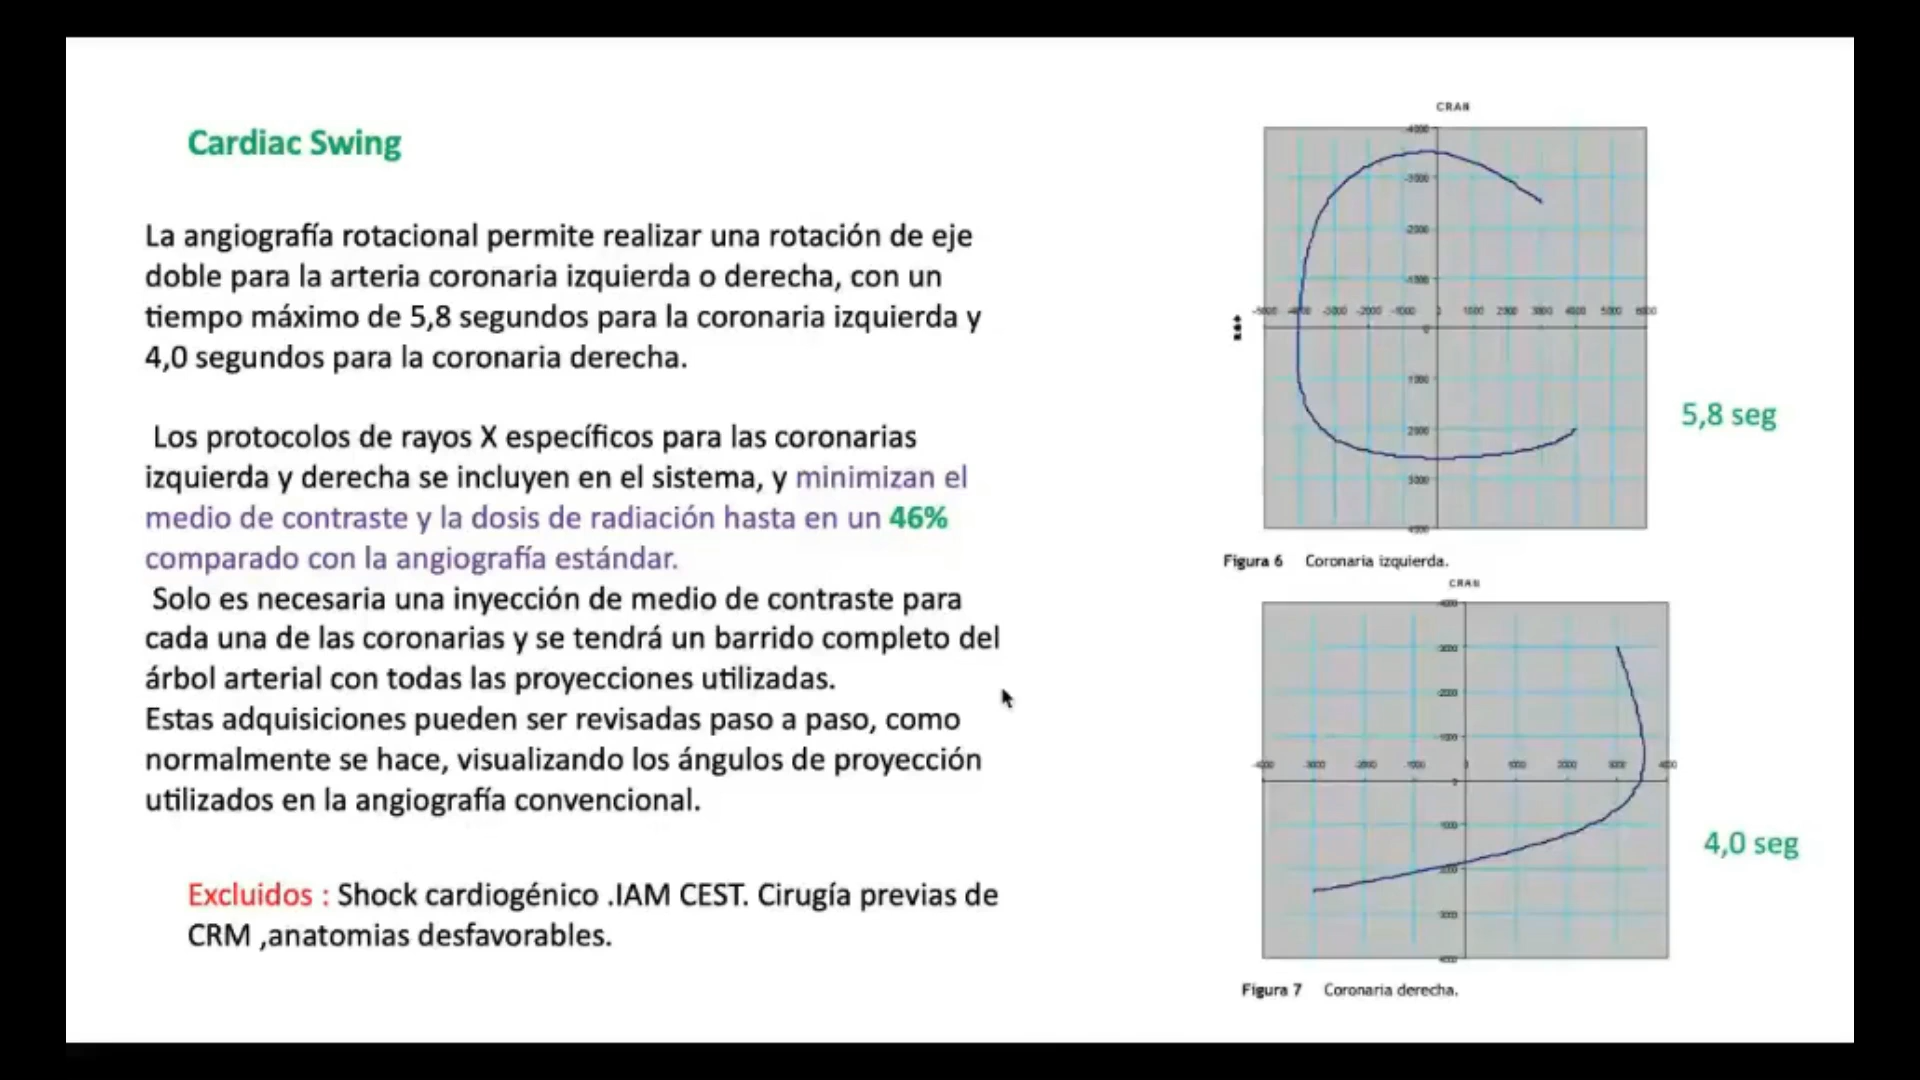 Cardiac Swing
La angiografía rotacional permite realizar una rotación de eje
doble para la arteria coronaria izquierda o derecha, con un
tiempo máximo de 5,8 segundos para la coronaria izquierda y
4,0 segundos para la coronaria derecha.
Los protocolos de rayos X específicos para las coronarias
izquierda y derecha se incluyen en el sistema, y minimizan el
medio de contraste y la dosis de radiación hasta en un 46%
comparado con la angiografía estándar.
Solo es necesaria una inyección de medio de contraste para
cada una de las coronarias y se tendrá un barrido completo del
árbol arterial con todas las proyecciones utilizadas.
Estas adquisiciones pueden ser revisadas paso a paso, como
normalmente se hace, visualizando los ángulos de proyección
utilizados en la angiografía convencional.
Excluidos : Shock cardiogénico .IAM CEST. Cirugía previas de
CRM ,anatomias desfavorables.
CRAN
5,8 seg
Figura 6 Coronaria izquierda.
CRAN
4,0 seg
Figura 7 Coronaria derecha.